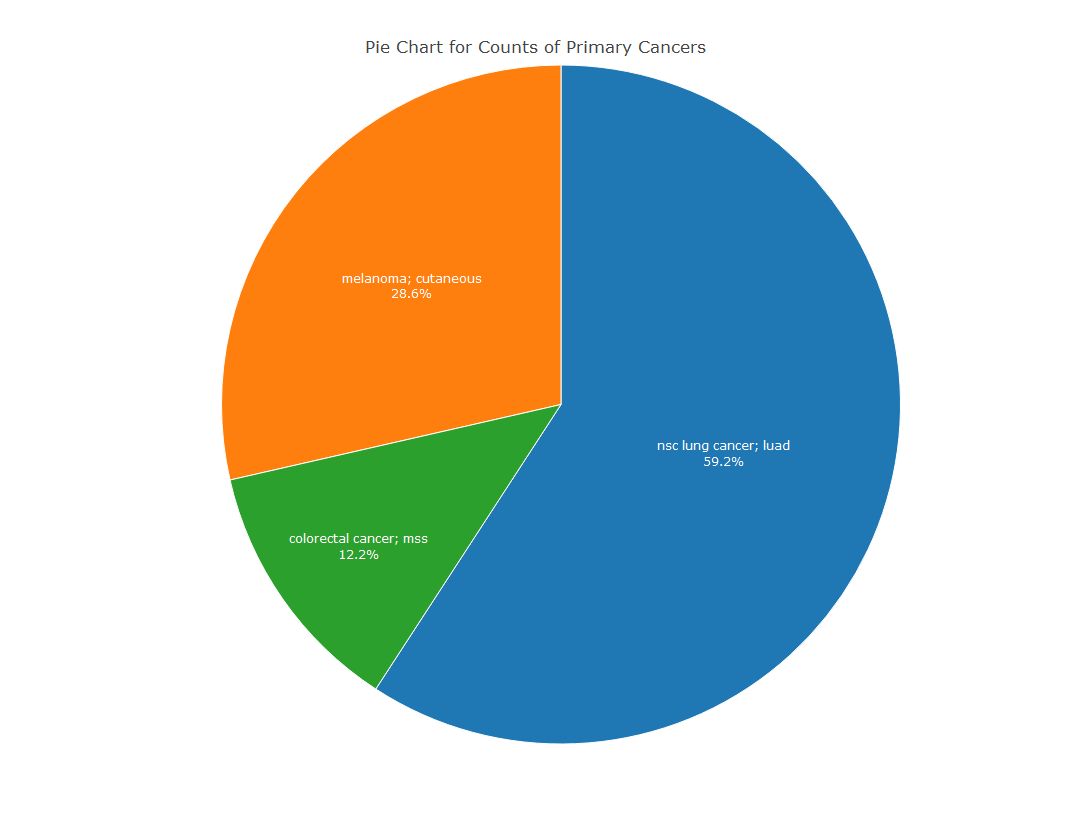 Pie Chart for Counts of Primary Cancers
melanoma; cutaneous
28.6%
nsc lung cancer; luad
59.2%
colorectal cancer; mss
12.2%